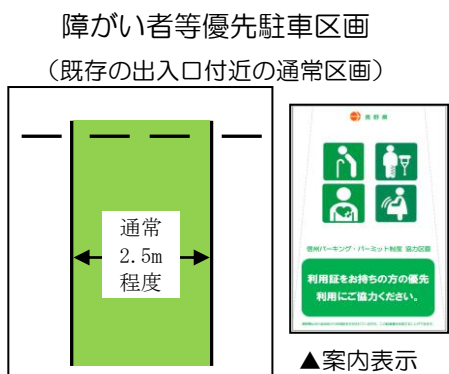 障がい者等優先駐車区画
（既存の出入口付近の通常区画）
通常
2.5m
程度
長野県
信州パーキング・パーミット制度 協力区画
利用証をお持ちの方の優先
利用にご協力ください。
▲案内表示